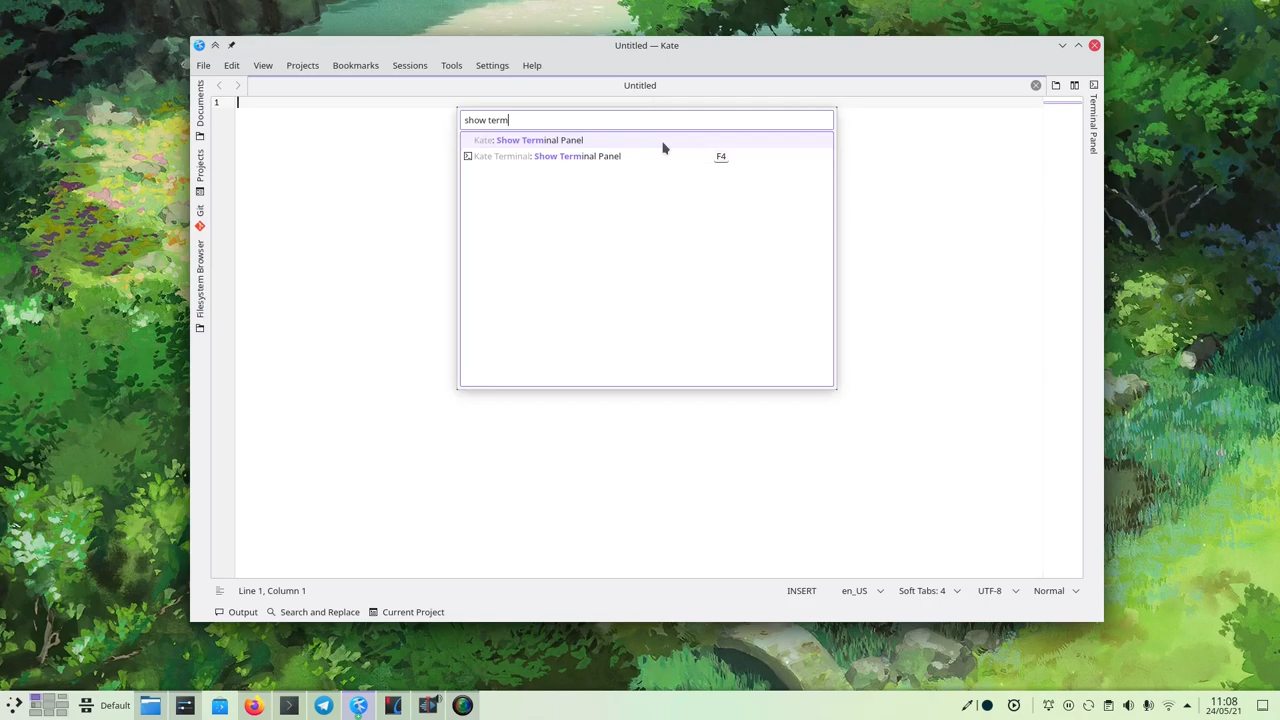 Untitled — Kate
File Edit View Projects Bookmarks Sessions Tools Settings Help
Untitled
1
Documents
Projects
Git
Filesystem Browser
Terminal Panel
show term
Kate: Show Terminal Panel
Kate Terminal: Show Terminal Panel F4
Line 1, Column 1 INSERT en_US Soft Tabs: 4 UTF-8 Normal
Output Search and Replace Current Project
Default
11:08
24/05/21